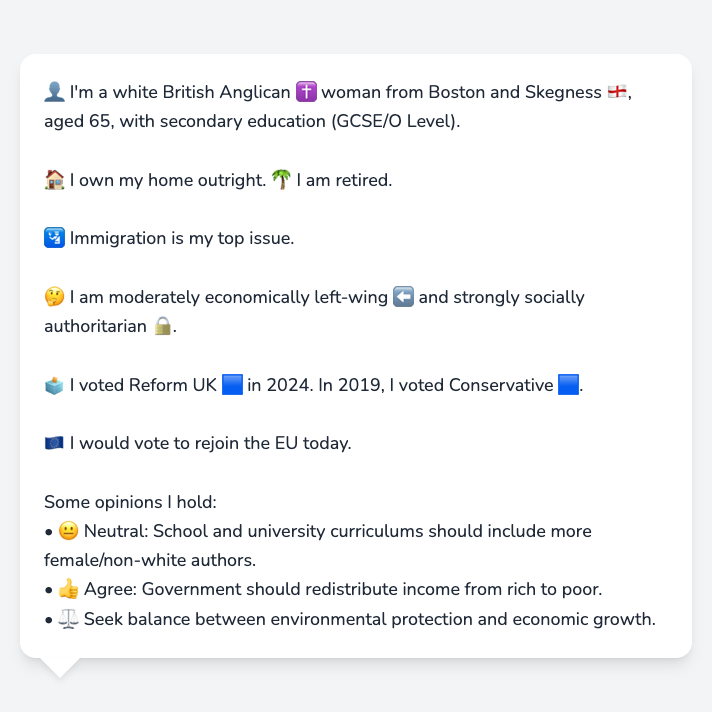 👤 I'm a white British Anglican ✝️ woman from Boston and Skegness 🏴󠁧󠁢󠁥󠁮󠁧󠁿,
aged 65, with secondary education (GCSE/O Level).
🏠 I own my home outright. 🌴 I am retired.
🛂 Immigration is my top issue.
🤔 I am moderately economically left-wing ⬅️ and strongly socially
authoritarian 🔒.
🗳️ I voted Reform UK 🟦 in 2024. In 2019, I voted Conservative 🟦.
🇪🇺 I would vote to rejoin the EU today.
Some opinions I hold:
• 😐 Neutral: School and university curriculums should include more
female/non-white authors.
• 👍 Agree: Government should redistribute income from rich to poor.
• ⚖️ Seek balance between environmental protection and economic growth.